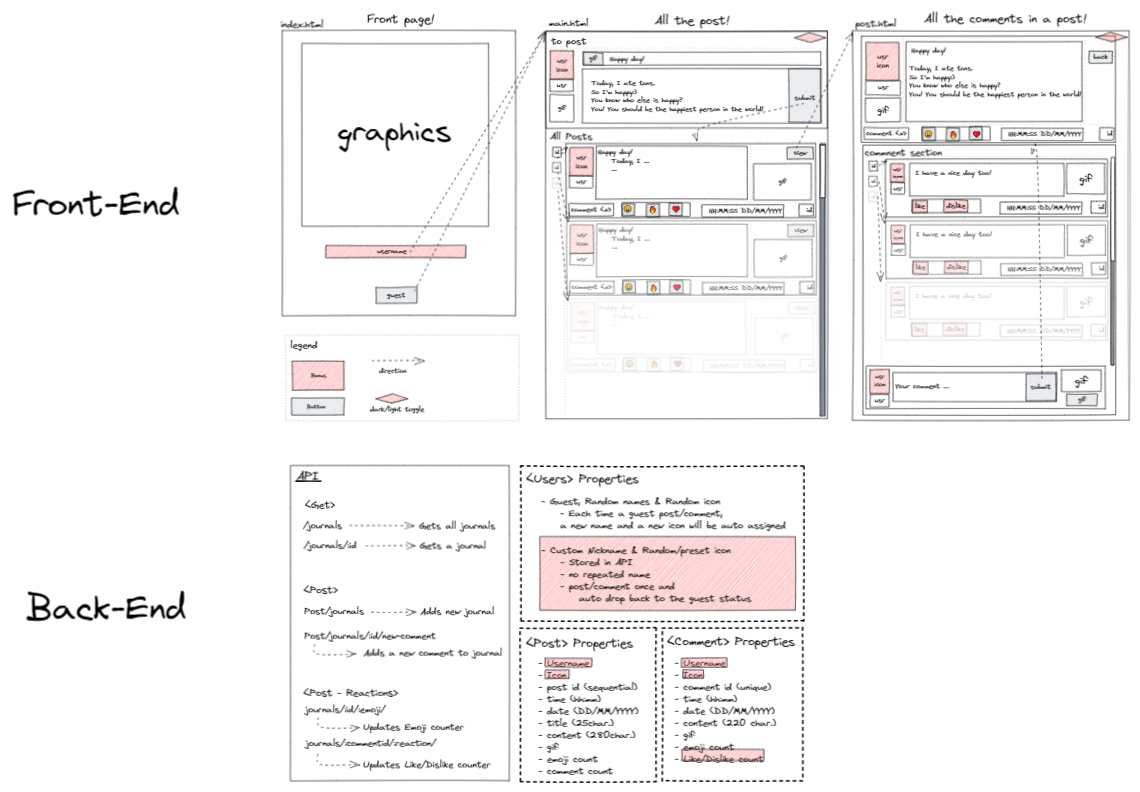 Front-End
index.html
Front page!
graphics
username
guest
legend
Bonus
direction
Button
dark/light toggle
main.html
All the post!
to post
usr
icon
usr
gif
gif
Happy day!
Today, I ate tons.
So I'm happy:)
You know who else is happy?
You! You should be the happiest person in the world!
submit
All Posts
id
id
id
usr
icon
usr
Happy day!
Today, I ...
...
view
gif
comment <a>
HH:MM:SS DD/MM/YYYY
id
usr
icon
usr
Happy day!
Today, I ...
...
view
gif
comment <a>
HH:MM:SS DD/MM/YYYY
id
usr
icon
usr
Happy day!
Today, I ...
...
view
gif
comment <a>
HH:MM:SS DD/MM/YYYY
id
post.html
All the comments in a post!
usr
icon
usr
gif
Happy day!
Today, I ate tons.
So I'm happy:)
You know who else is happy?
You! You should be the happiest person in the world!
back
comment <a>
HH:MM:SS DD/MM/YYYY
id
comment section
id
id
usr
icon
usr
I have a nice day too!
gif
like
dislike
HH:MM:SS DD/MM/YYYY
id
usr
icon
usr
I have a nice day too!
gif
like
dislike
HH:MM:SS DD/MM/YYYY
id
usr
icon
usr
I have a nice day too!
gif
like
dislike
HH:MM:SS DD/MM/YYYY
id
usr
icon
usr
Your comment ...
submit
gif
gif
Back-End
API
<Get>
/journals
Gets all journals
/journals/id
Gets a journal
<Post>
Post/journals
Adds new journal
Post/journals/:id/new-comment
Adds a new comment to journal
<Post - Reactions>
journals/:id/:emoji/
Updates Emoji counter
journals/:commentid/:reaction/
Updates Like/Dislike counter
<Users> Properties
- Guest, Random names & Random icon
- Each time a guest post/comment,
a new name and a new icon will be auto assigned
- Custom Nickname & Random/preset icon
- Stored in API
- no repeated name
- post/comment once and
auto drop back to the guest status
<Post> Properties
- Username
- Icon
- post id (sequential)
- time (hh:mm)
- date (DD/MM/YYYY)
- title (25char.)
- content (280char.)
- gif
- emoji count
- comment count
<Comment> Properties
- Username
- Icon
- comment id (unique)
- time (hh:mm)
- date (DD/MM/YYYY)
- content (220 char.)
- gif
- emoji count
- Like/Dislike count